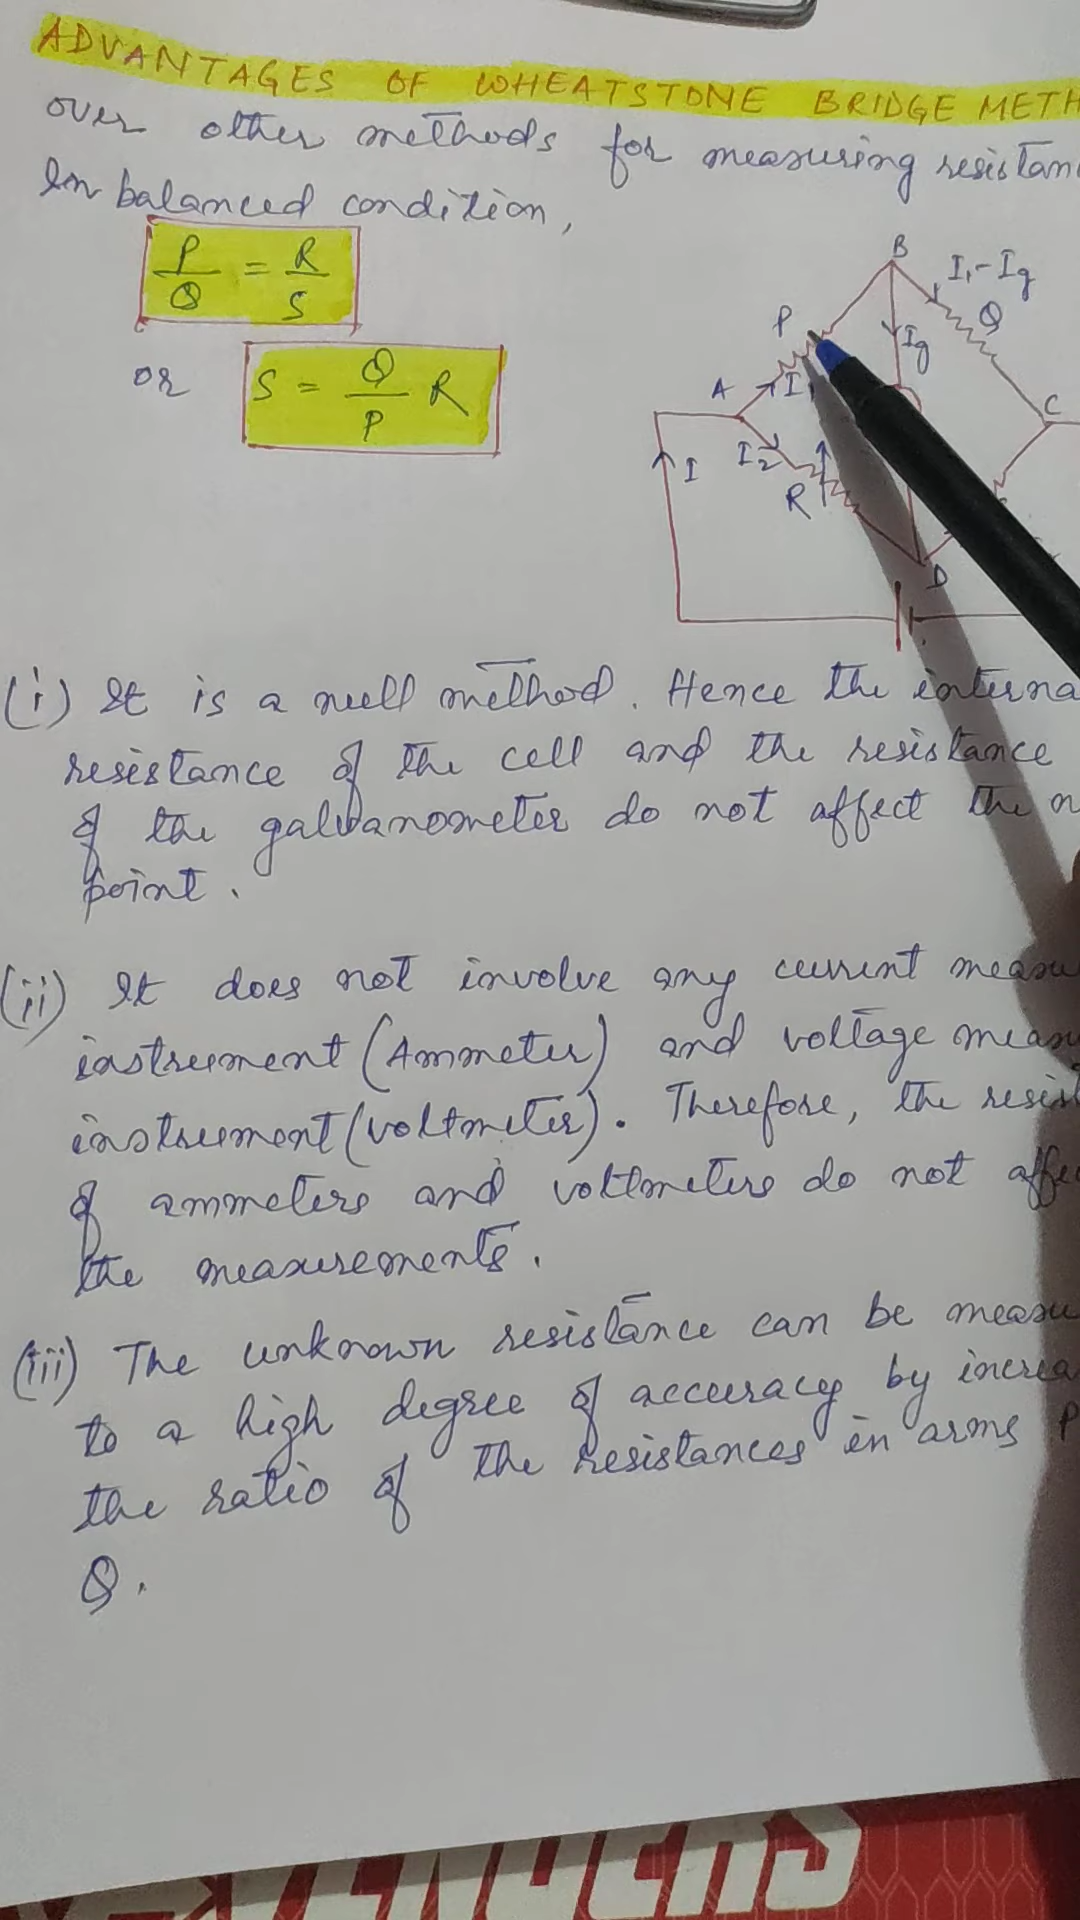 ADVANTAGES OF WHEATSTONE BRIDGE METH
over other methods for measuring resistan
In balanced condition,
P/Q = R/S
or S = Q/P R
B
I₁-Ig
P
Q
Ig
A
I₁
C
I₂
I
R
D
(i) It is a null method. Hence the interna
resistance of the cell and the resistance
of the galvanometer do not affect the n
point.
(ii) It does not involve any current measu
instrument (Ammeter) and voltage measu
instrument (voltmeter). Therefore, the resist
of ammeters and voltmeters do not affe
the measurements.
(iii) The unknown resistance can be measu
to a high degree of accuracy by increa
the ratio of the resistances in arms P
Q.